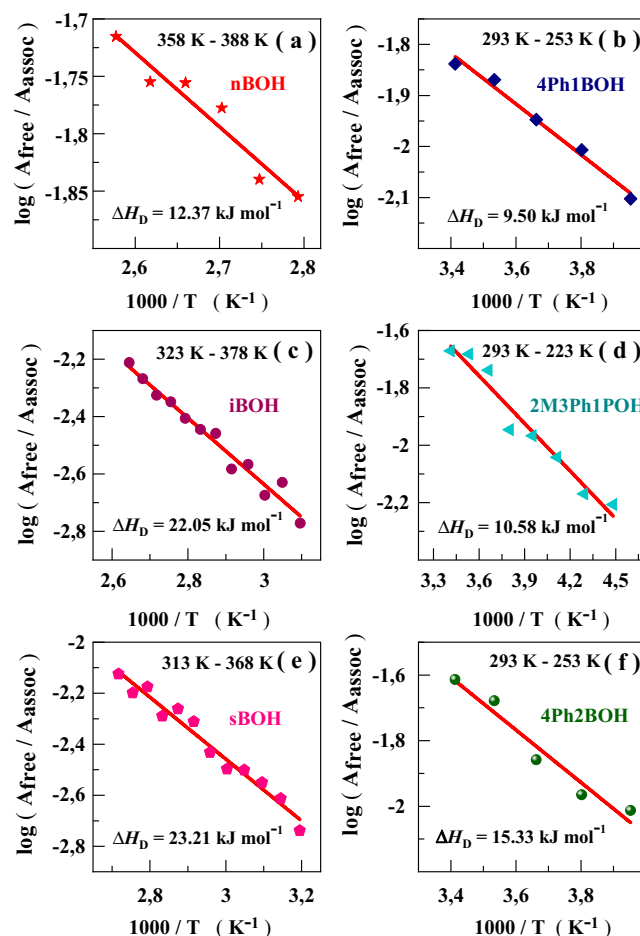 358 K - 388 K ( a )
nBOH
-1,7
-1,75
-1,8
-1,85
log ( Afree / Aassoc )
ΔHD = 12.37 kJ mol−1
2,6 2,7 2,8
1000 / T ( K-1 )
293 K - 253 K ( b )
4Ph1BOH
-1,8
-1,9
-2
-2,1
log ( Afree / Aassoc )
ΔHD = 9.50 kJ mol−1
3,4 3,6 3,8
1000 / T ( K-1 )
323 K - 378 K ( c )
iBOH
-2,2
-2,4
-2,6
-2,8
log ( Afree / Aassoc )
ΔHD = 22.05 kJ mol−1
2,6 2,8 3
1000 / T ( K-1 )
293 K - 223 K ( d )
2M3Ph1POH
-1,6
-1,8
-2
-2,2
log ( Afree / Aassoc )
ΔHD = 10.58 kJ mol−1
3,3 3,6 3,9 4,2 4,5
1000 / T ( K-1 )
313 K - 368 K ( e )
sBOH
-2
-2,2
-2,4
-2,6
-2,8
log ( Afree / Aassoc )
ΔHD = 23.21 kJ mol−1
2,8 3 3,2
1000 / T ( K-1 )
293 K - 253 K ( f )
4Ph2BOH
-1,6
-1,8
-2
log ( Afree / Aassoc )
ΔHD = 15.33 kJ mol−1
3,4 3,6 3,8
1000 / T ( K-1 )